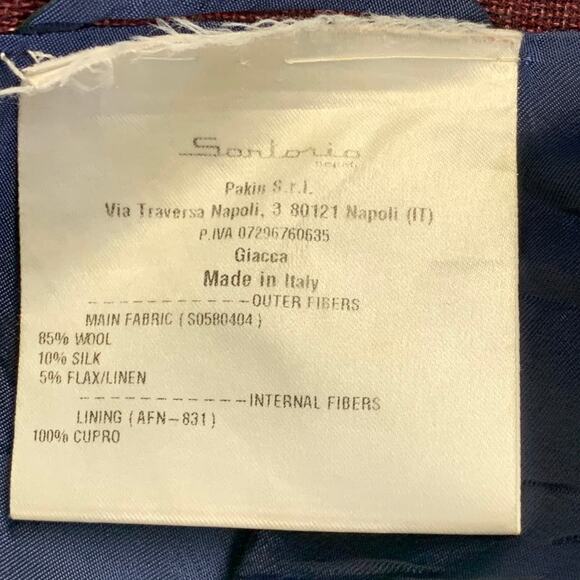 Sartorio
napoli
Pakin S.r.l.
Via Traversa Napoli, 3 80121 Napoli (IT)
P.IVA 07296760635
Giacca
Made in Italy
------------OUTER FIBERS
MAIN FABRIC (S0580404)
85% WOOL
10% SILK
5% FLAX/LINEN
------------INTERNAL FIBERS
LINING (AFN-831)
100% CUPRO